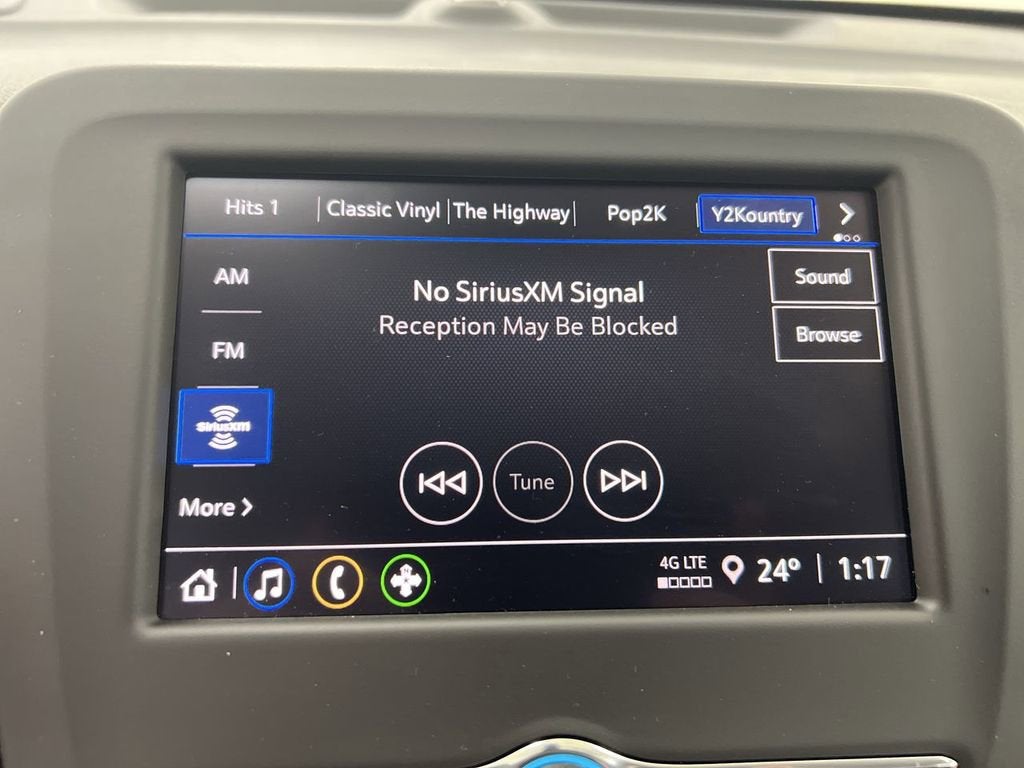 Hits 1 Classic Vinyl The Highway Pop2K Y2Kountry
AM
No SiriusXM Signal
Reception May Be Blocked
Sound
Browse
FM
SiriusXM
More
Tune
4G LTE
24° 1:17